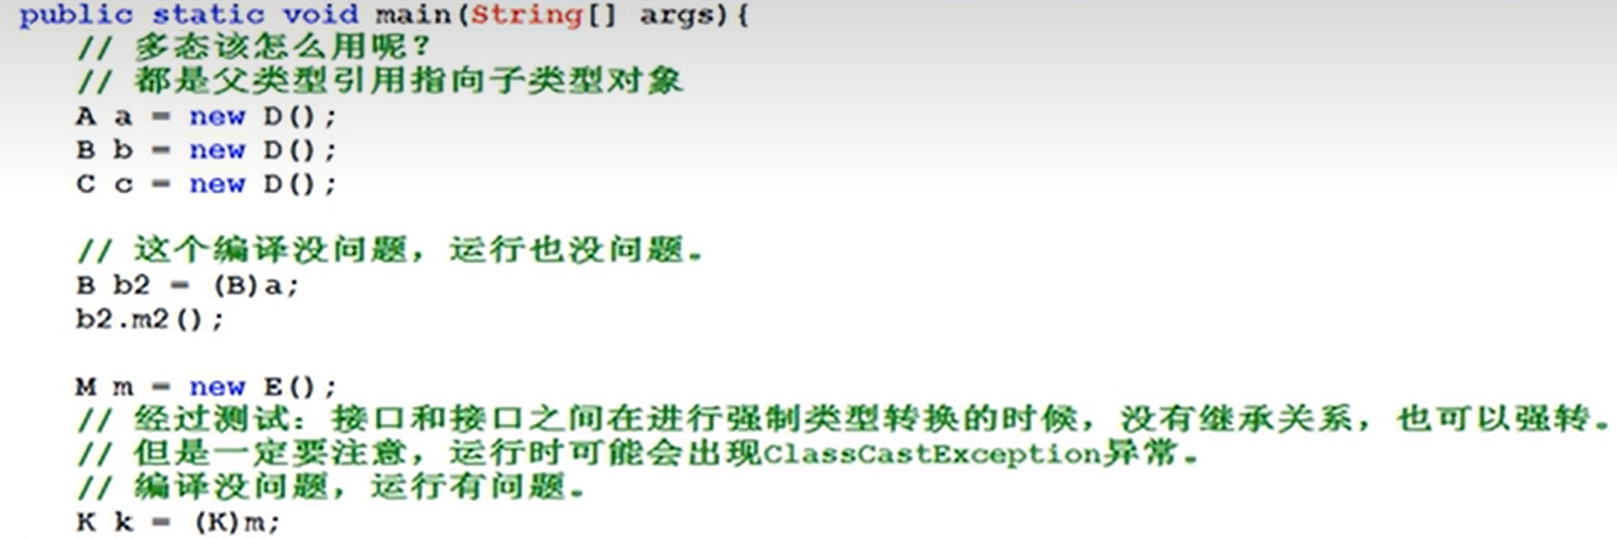 public static void main(String[] args){
// 多态该怎么用呢？
// 都是父类型引用指向子类型对象
A a = new D();
B b = new D();
C c = new D();
// 这个编译没问题，运行也没问题。
B b2 = (B)a;
b2.m2();
M m = new E();
// 经过测试：接口和接口之间在进行强制类型转换的时候，没有继承关系，也可以强转。
// 但是一定要注意，运行时可能会出现ClassCastException异常。
// 编译没问题，运行有问题。
K k = (K)m;